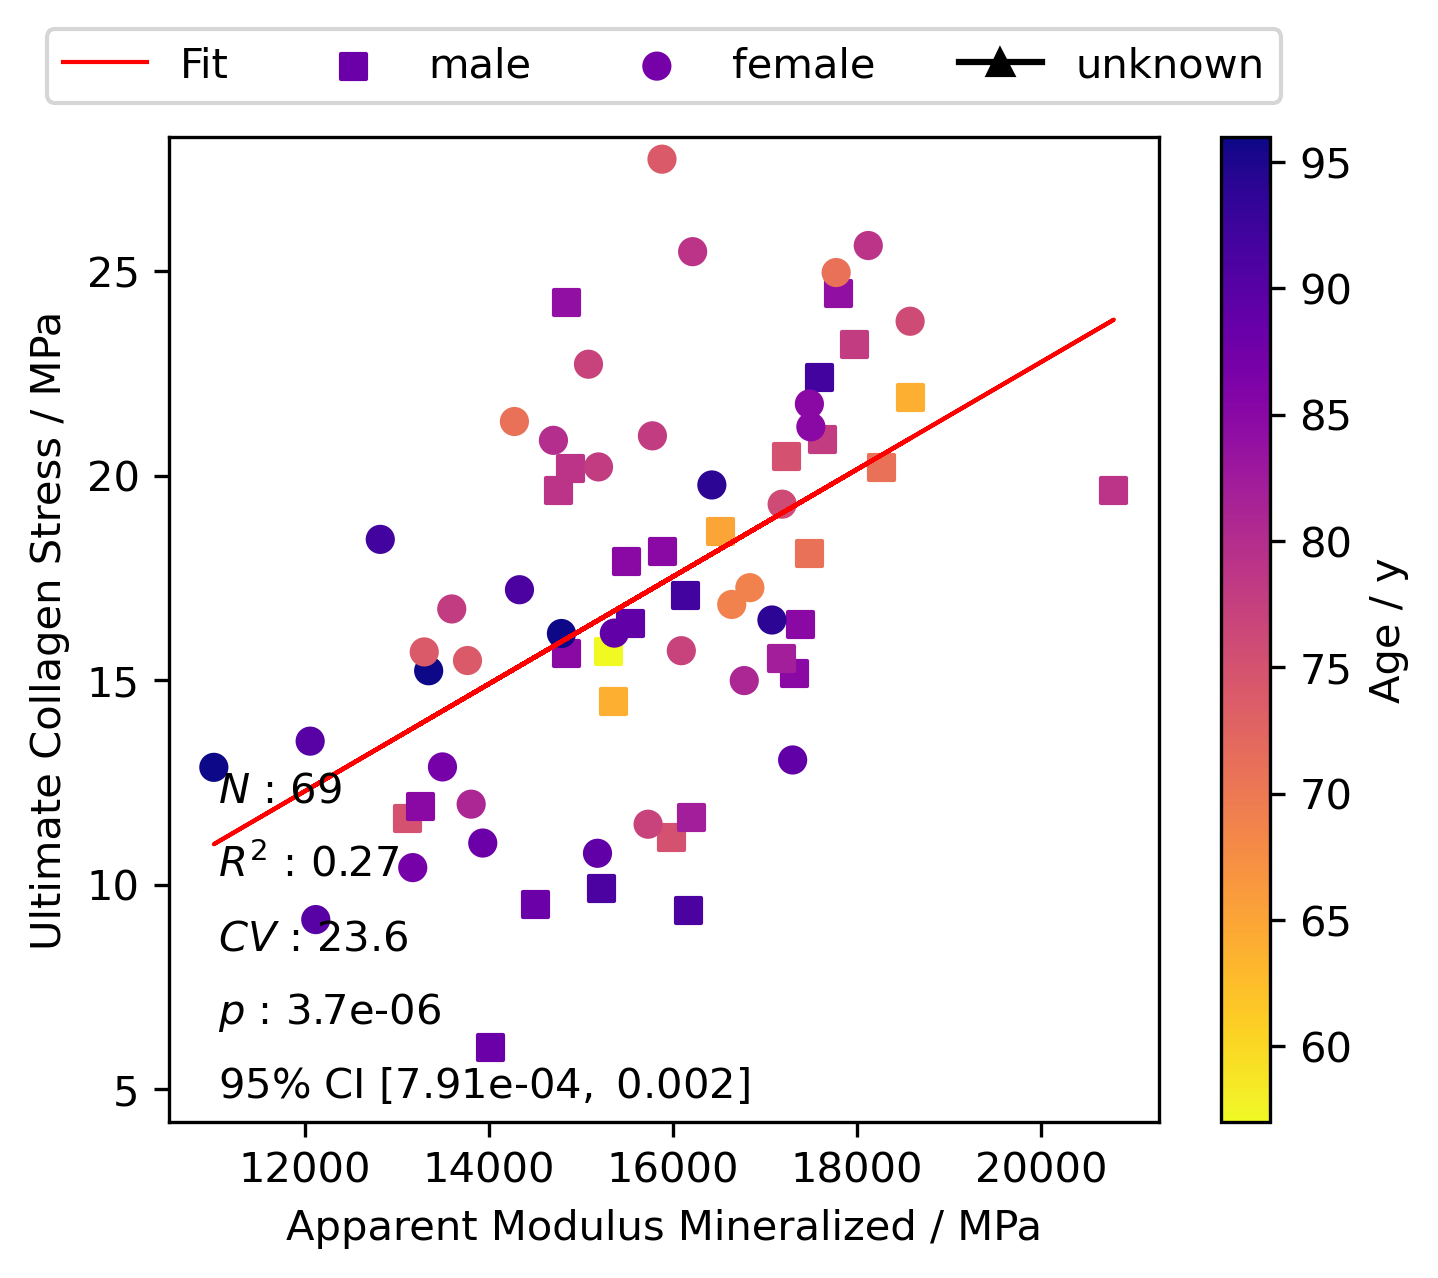 Fit male female unknown
25
20
15
10
5
Ultimate Collagen Stress / MPa
N : 69
R² : 0.27
CV : 23.6
p : 3.7e-06
95% CI [7.91e-04, 0.002]
12000 14000 16000 18000 20000
Apparent Modulus Mineralized / MPa
95
90
85
80
75
70
65
60
Age / y